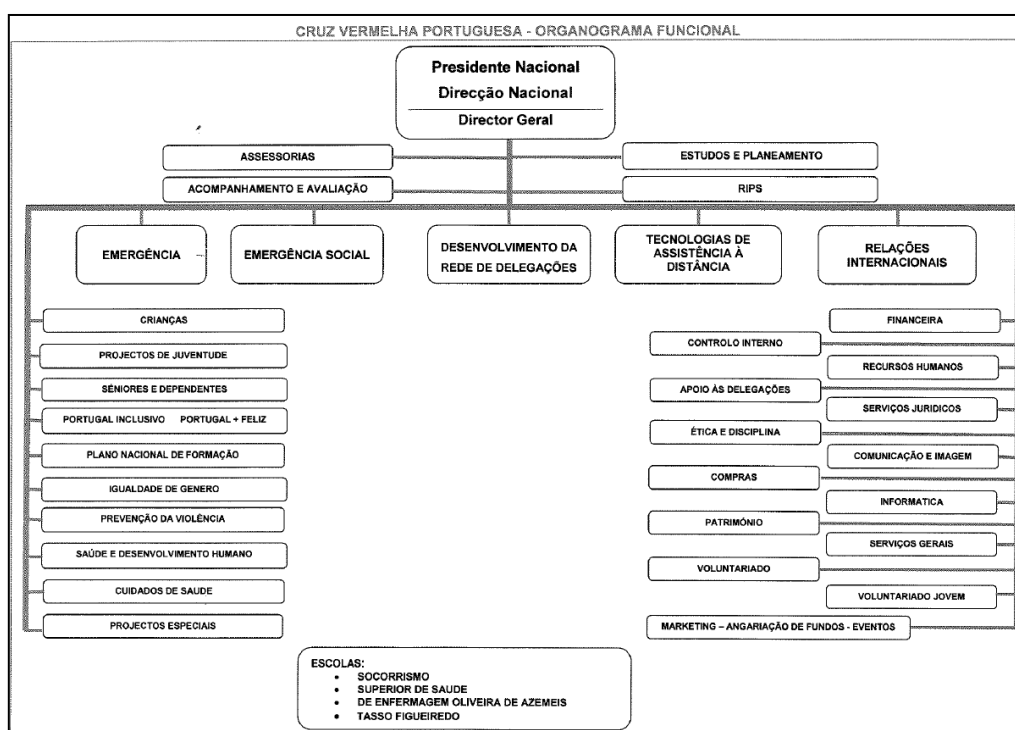 CRUZ VERMELHA PORTUGUESA - ORGANOGRAMA FUNCIONAL
Presidente Nacional
Direcção Nacional
Director Geral
ASSESSORIAS
ESTUDOS E PLANEAMENTO
ACOMPANHAMENTO E AVALIAÇÃO
RIPS
EMERGÊNCIA
EMERGÊNCIA SOCIAL
DESENVOLVIMENTO DA
REDE DE DELEGAÇÕES
TECNOLOGIAS DE
ASSISTÊNCIA À
DISTÂNCIA
RELAÇÕES
INTERNACIONAIS
CRIANÇAS
PROJECTOS DE JUVENTUDE
SÉNIORES E DEPENDENTES
PORTUGAL INCLUSIVO PORTUGAL + FELIZ
PLANO NACIONAL DE FORMAÇÃO
IGUALDADE DE GENERO
PREVENÇÃO DA VIOLÊNCIA
SAÚDE E DESENVOLVIMENTO HUMANO
CUIDADOS DE SAUDE
PROJECTOS ESPECIAIS
FINANCEIRA
CONTROLO INTERNO
RECURSOS HUMANOS
APOIO ÀS DELEGAÇÕES
SERVIÇOS JURIDICOS
ÉTICA E DISCIPLINA
COMUNICAÇÃO E IMAGEM
COMPRAS
INFORMATICA
PATRIMÓNIO
SERVIÇOS GERAIS
VOLUNTARIADO
VOLUNTARIADO JOVEM
MARKETING – ANGARIAÇÃO DE FUNDOS - EVENTOS
ESCOLAS:
• SOCORRISMO
• SUPERIOR DE SAUDE
• DE ENFERMAGEM OLIVEIRA DE AZEMEIS
• TASSO FIGUEIREDO